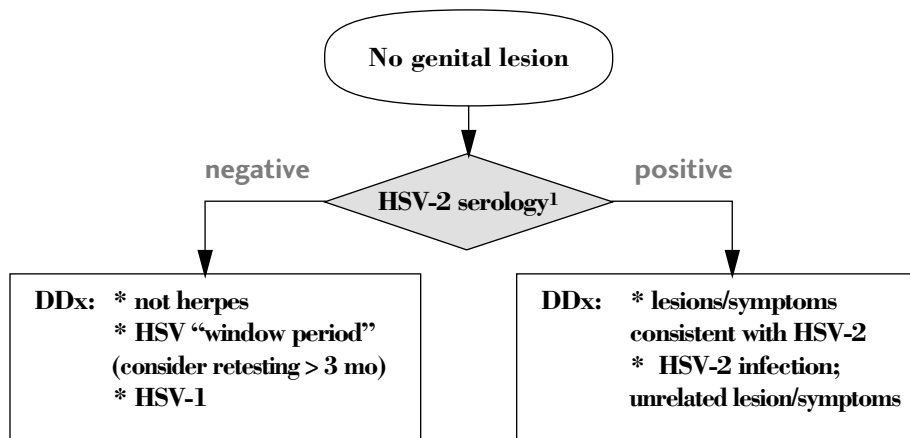 No genital lesion
negative
positive
HSV-2 serology¹
DDx: * not herpes
* HSV “window period”
(consider retesting > 3 mo)
* HSV-1
DDx: * lesions/symptoms
consistent with HSV-2
* HSV-2 infection;
unrelated lesion/symptoms